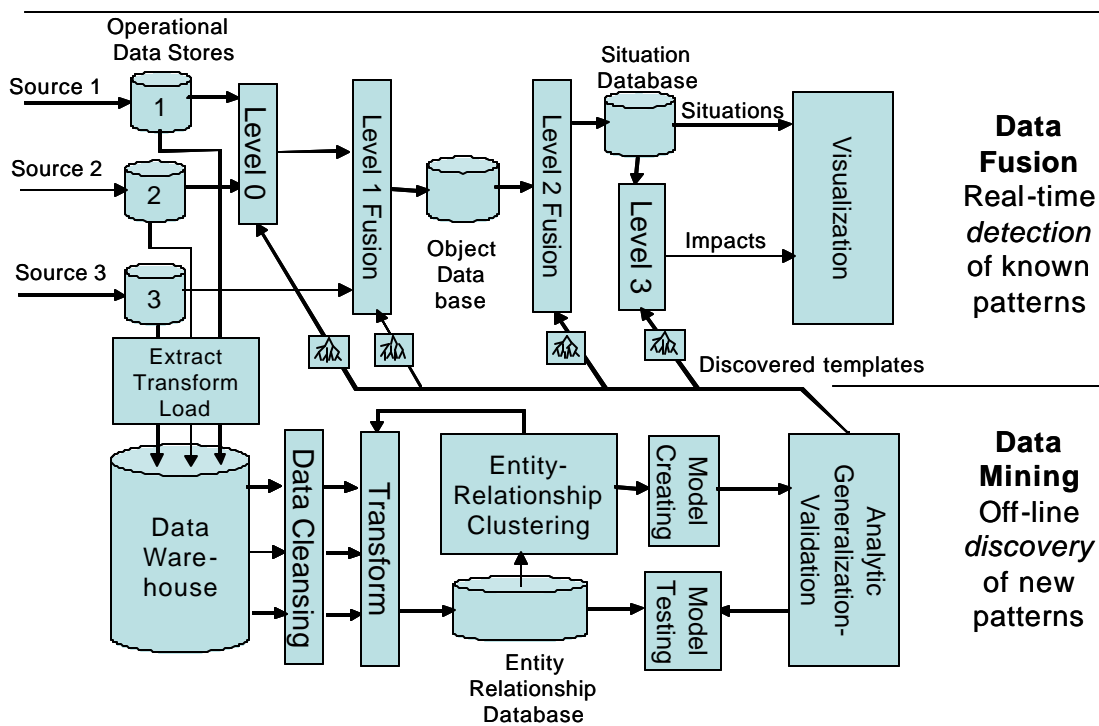 Operational
Data Stores
Source 1
1
Source 2
2
Source 3
3
Level 0
Level 1 Fusion
Object Data
base
Level 2 Fusion
Situation
Database
Situations
Level 3
Impacts
Visualization
Data
Fusion
Real-time
detection
of known
patterns
Extract
Transform
Load
Discovered templates
Data
Ware-
house
Data Cleansing
Transform
Entity-
Relationship
Clustering
Entity
Relationship
Database
Model
Creating
Model
Testing
Analytic
Generalization-
Validation
Data
Mining
Off-line
discovery
of new
patterns